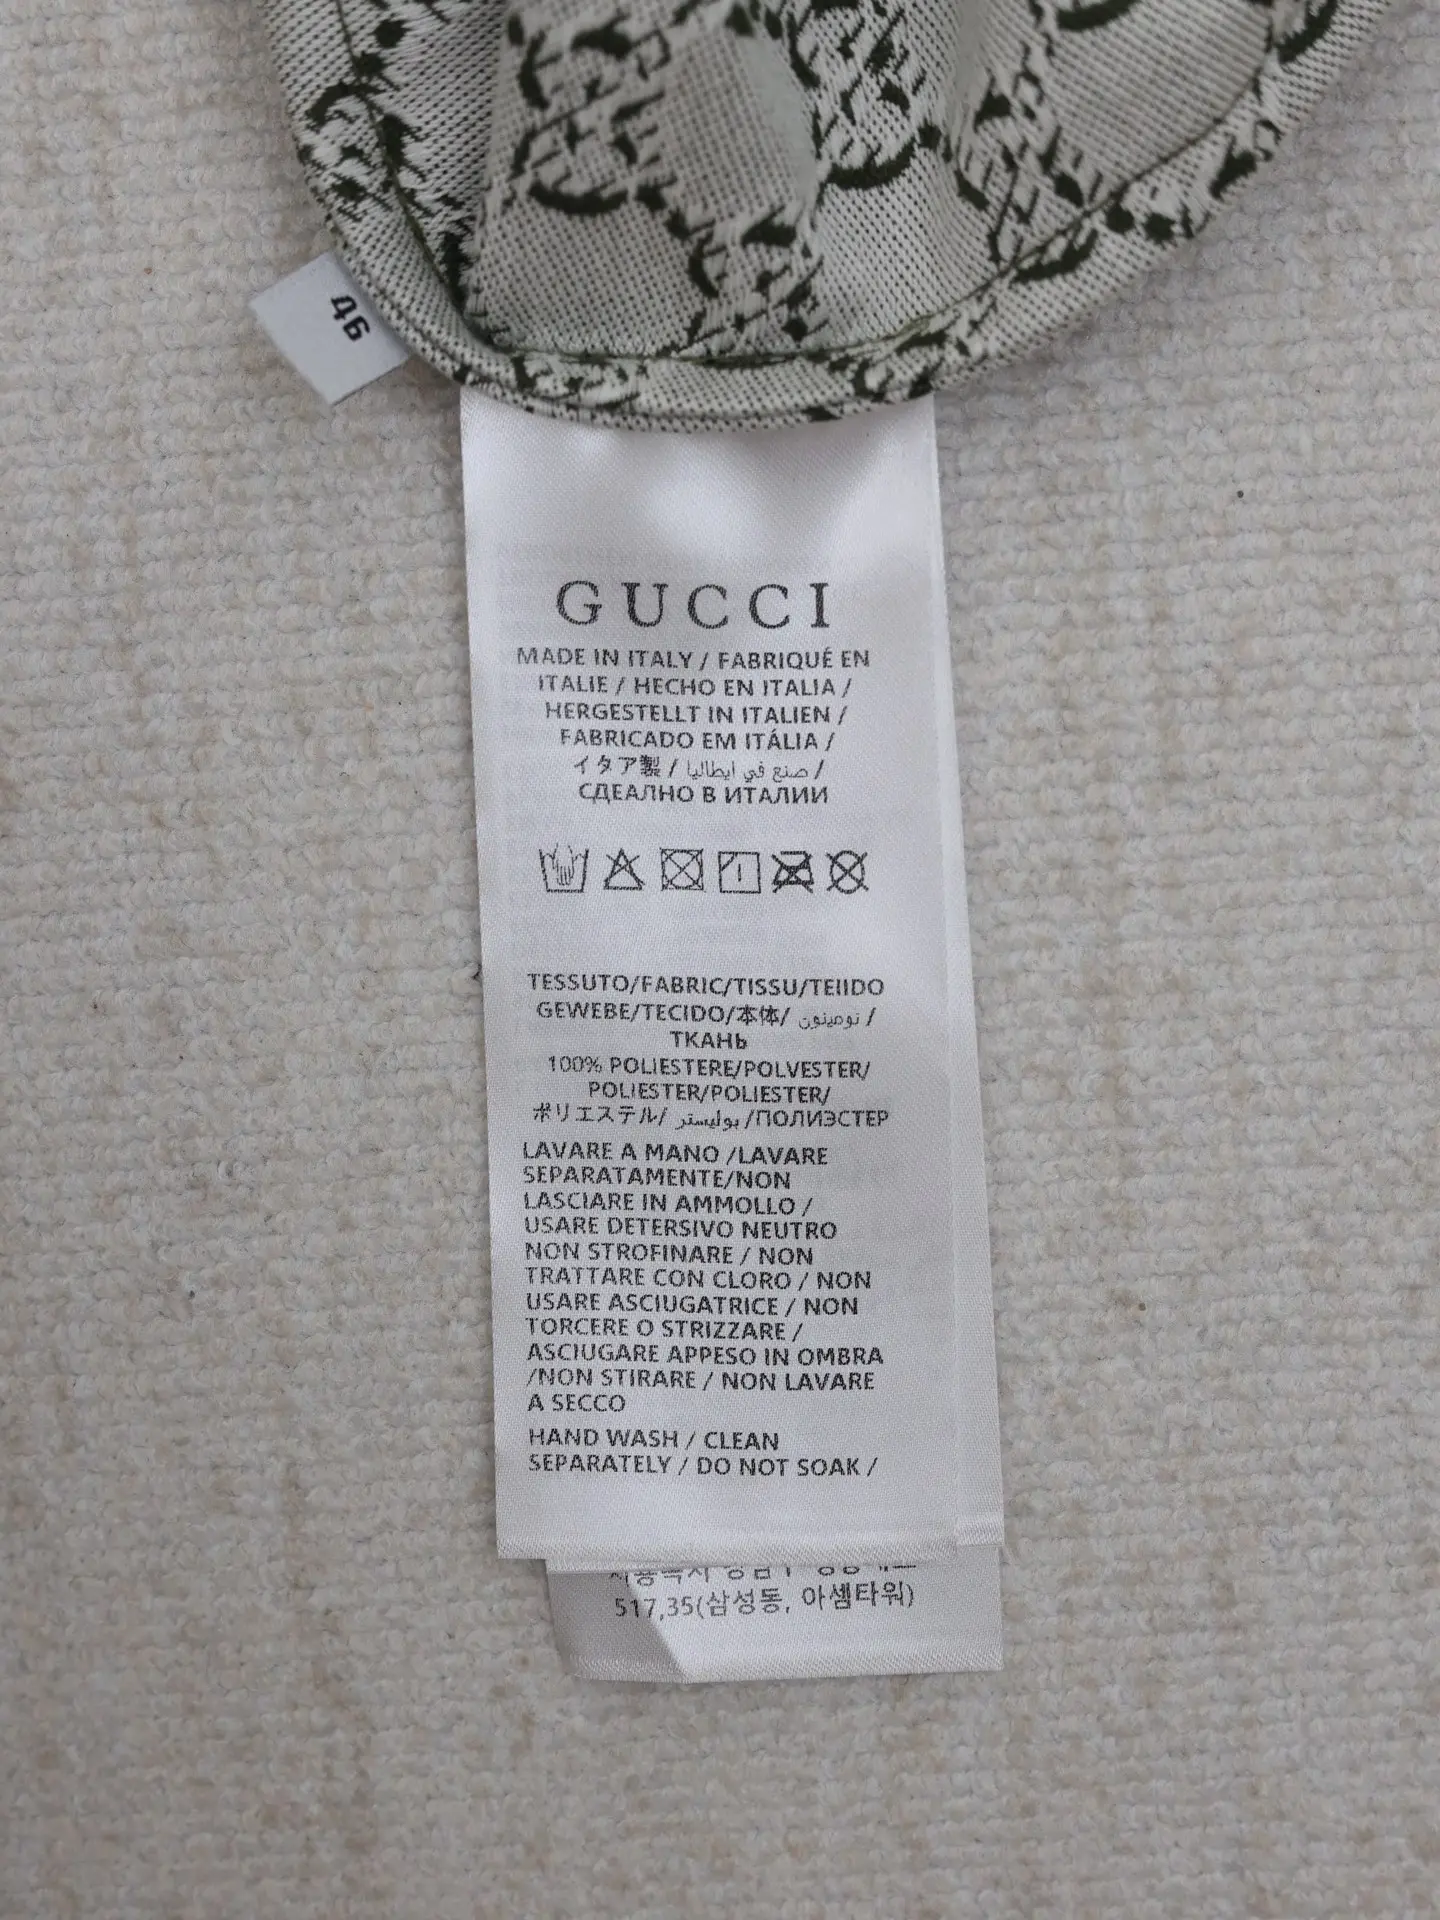 46
GUCCI
MADE IN ITALY / FABRIQUÉ EN
ITALIE / HECHO EN ITALIA /
HERGESTELLT IN ITALIEN /
FABRICADO EM ITÁLIA /
イタア製 / صنع في ايطاليا /
СДЕАЛНО В ИТАЛИИ
TESSUTO/FABRIC/TISSU/TEIIDO
GEWEBE/TECIDO/本体/ نومينون /
ТКАНЬ
100% POLIESTERE/POLVESTER/
POLIESTER/POLIESTER/
ポリエステル/ بوليستر /ПОЛИЭСТЕР
LAVARE A MANO /LAVARE
SEPARATAMENTE/NON
LASCIARE IN AMMOLLO /
USARE DETERSIVO NEUTRO
NON STROFINARE / NON
TRATTARE CON CLORO / NON
USARE ASCIUGATRICE / NON
TORCERE O STRIZZARE /
ASCIUGARE APPESO IN OMBRA
/NON STIRARE / NON LAVARE
A SECCO
HAND WASH / CLEAN
SEPARATELY / DO NOT SOAK /
517,35(삼성동, 아셈타워)